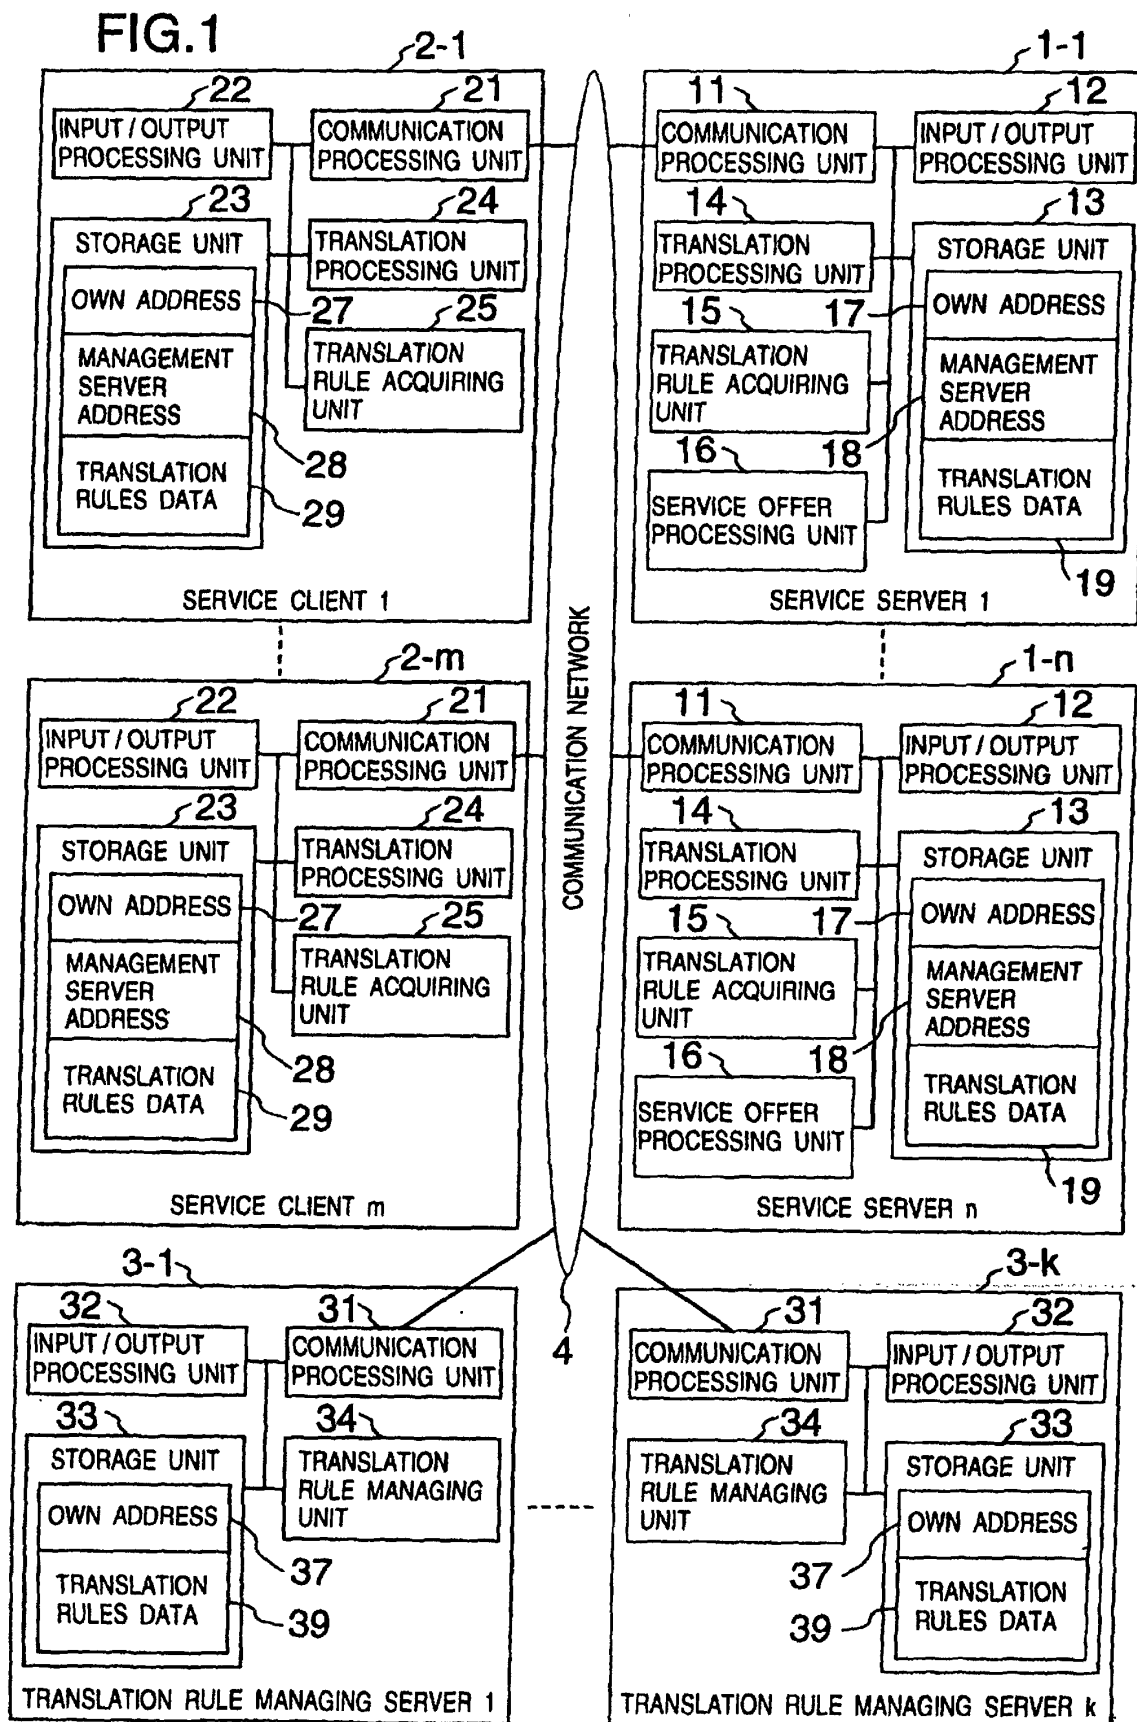 FIG.1
2-1
22
21
INPUT / OUTPUT
PROCESSING UNIT
COMMUNICATION
PROCESSING UNIT
23
24
STORAGE UNIT
TRANSLATION
PROCESSING UNIT
OWN ADDRESS
27
25
MANAGEMENT
SERVER
ADDRESS
TRANSLATION
RULE ACQUIRING
UNIT
28
TRANSLATION
RULES DATA
29
SERVICE CLIENT 1
1-1
11
12
COMMUNICATION
PROCESSING UNIT
INPUT / OUTPUT
PROCESSING UNIT
14
13
TRANSLATION
PROCESSING UNIT
STORAGE UNIT
15
17
OWN ADDRESS
TRANSLATION
RULE ACQUIRING
UNIT
MANAGEMENT
SERVER
ADDRESS
16
18
SERVICE OFFER
PROCESSING UNIT
TRANSLATION
RULES DATA
19
SERVICE SERVER 1
COMMUNICATION NETWORK
2-m
22
21
INPUT / OUTPUT
PROCESSING UNIT
COMMUNICATION
PROCESSING UNIT
23
24
STORAGE UNIT
TRANSLATION
PROCESSING UNIT
OWN ADDRESS
27
25
MANAGEMENT
SERVER
ADDRESS
TRANSLATION
RULE ACQUIRING
UNIT
28
TRANSLATION
RULES DATA
29
SERVICE CLIENT m
1-n
11
12
COMMUNICATION
PROCESSING UNIT
INPUT / OUTPUT
PROCESSING UNIT
14
13
TRANSLATION
PROCESSING UNIT
STORAGE UNIT
15
17
OWN ADDRESS
TRANSLATION
RULE ACQUIRING
UNIT
MANAGEMENT
SERVER
ADDRESS
16
18
SERVICE OFFER
PROCESSING UNIT
TRANSLATION
RULES DATA
19
SERVICE SERVER n
4
3-1
32
31
INPUT / OUTPUT
PROCESSING UNIT
COMMUNICATION
PROCESSING UNIT
33
34
STORAGE UNIT
TRANSLATION
RULE MANAGING
UNIT
OWN ADDRESS
37
TRANSLATION
RULES DATA
39
TRANSLATION RULE MANAGING SERVER 1
3-k
31
32
COMMUNICATION
PROCESSING UNIT
INPUT / OUTPUT
PROCESSING UNIT
34
33
TRANSLATION
RULE MANAGING
UNIT
STORAGE UNIT
OWN ADDRESS
37
TRANSLATION
RULES DATA
39
TRANSLATION RULE MANAGING SERVER k